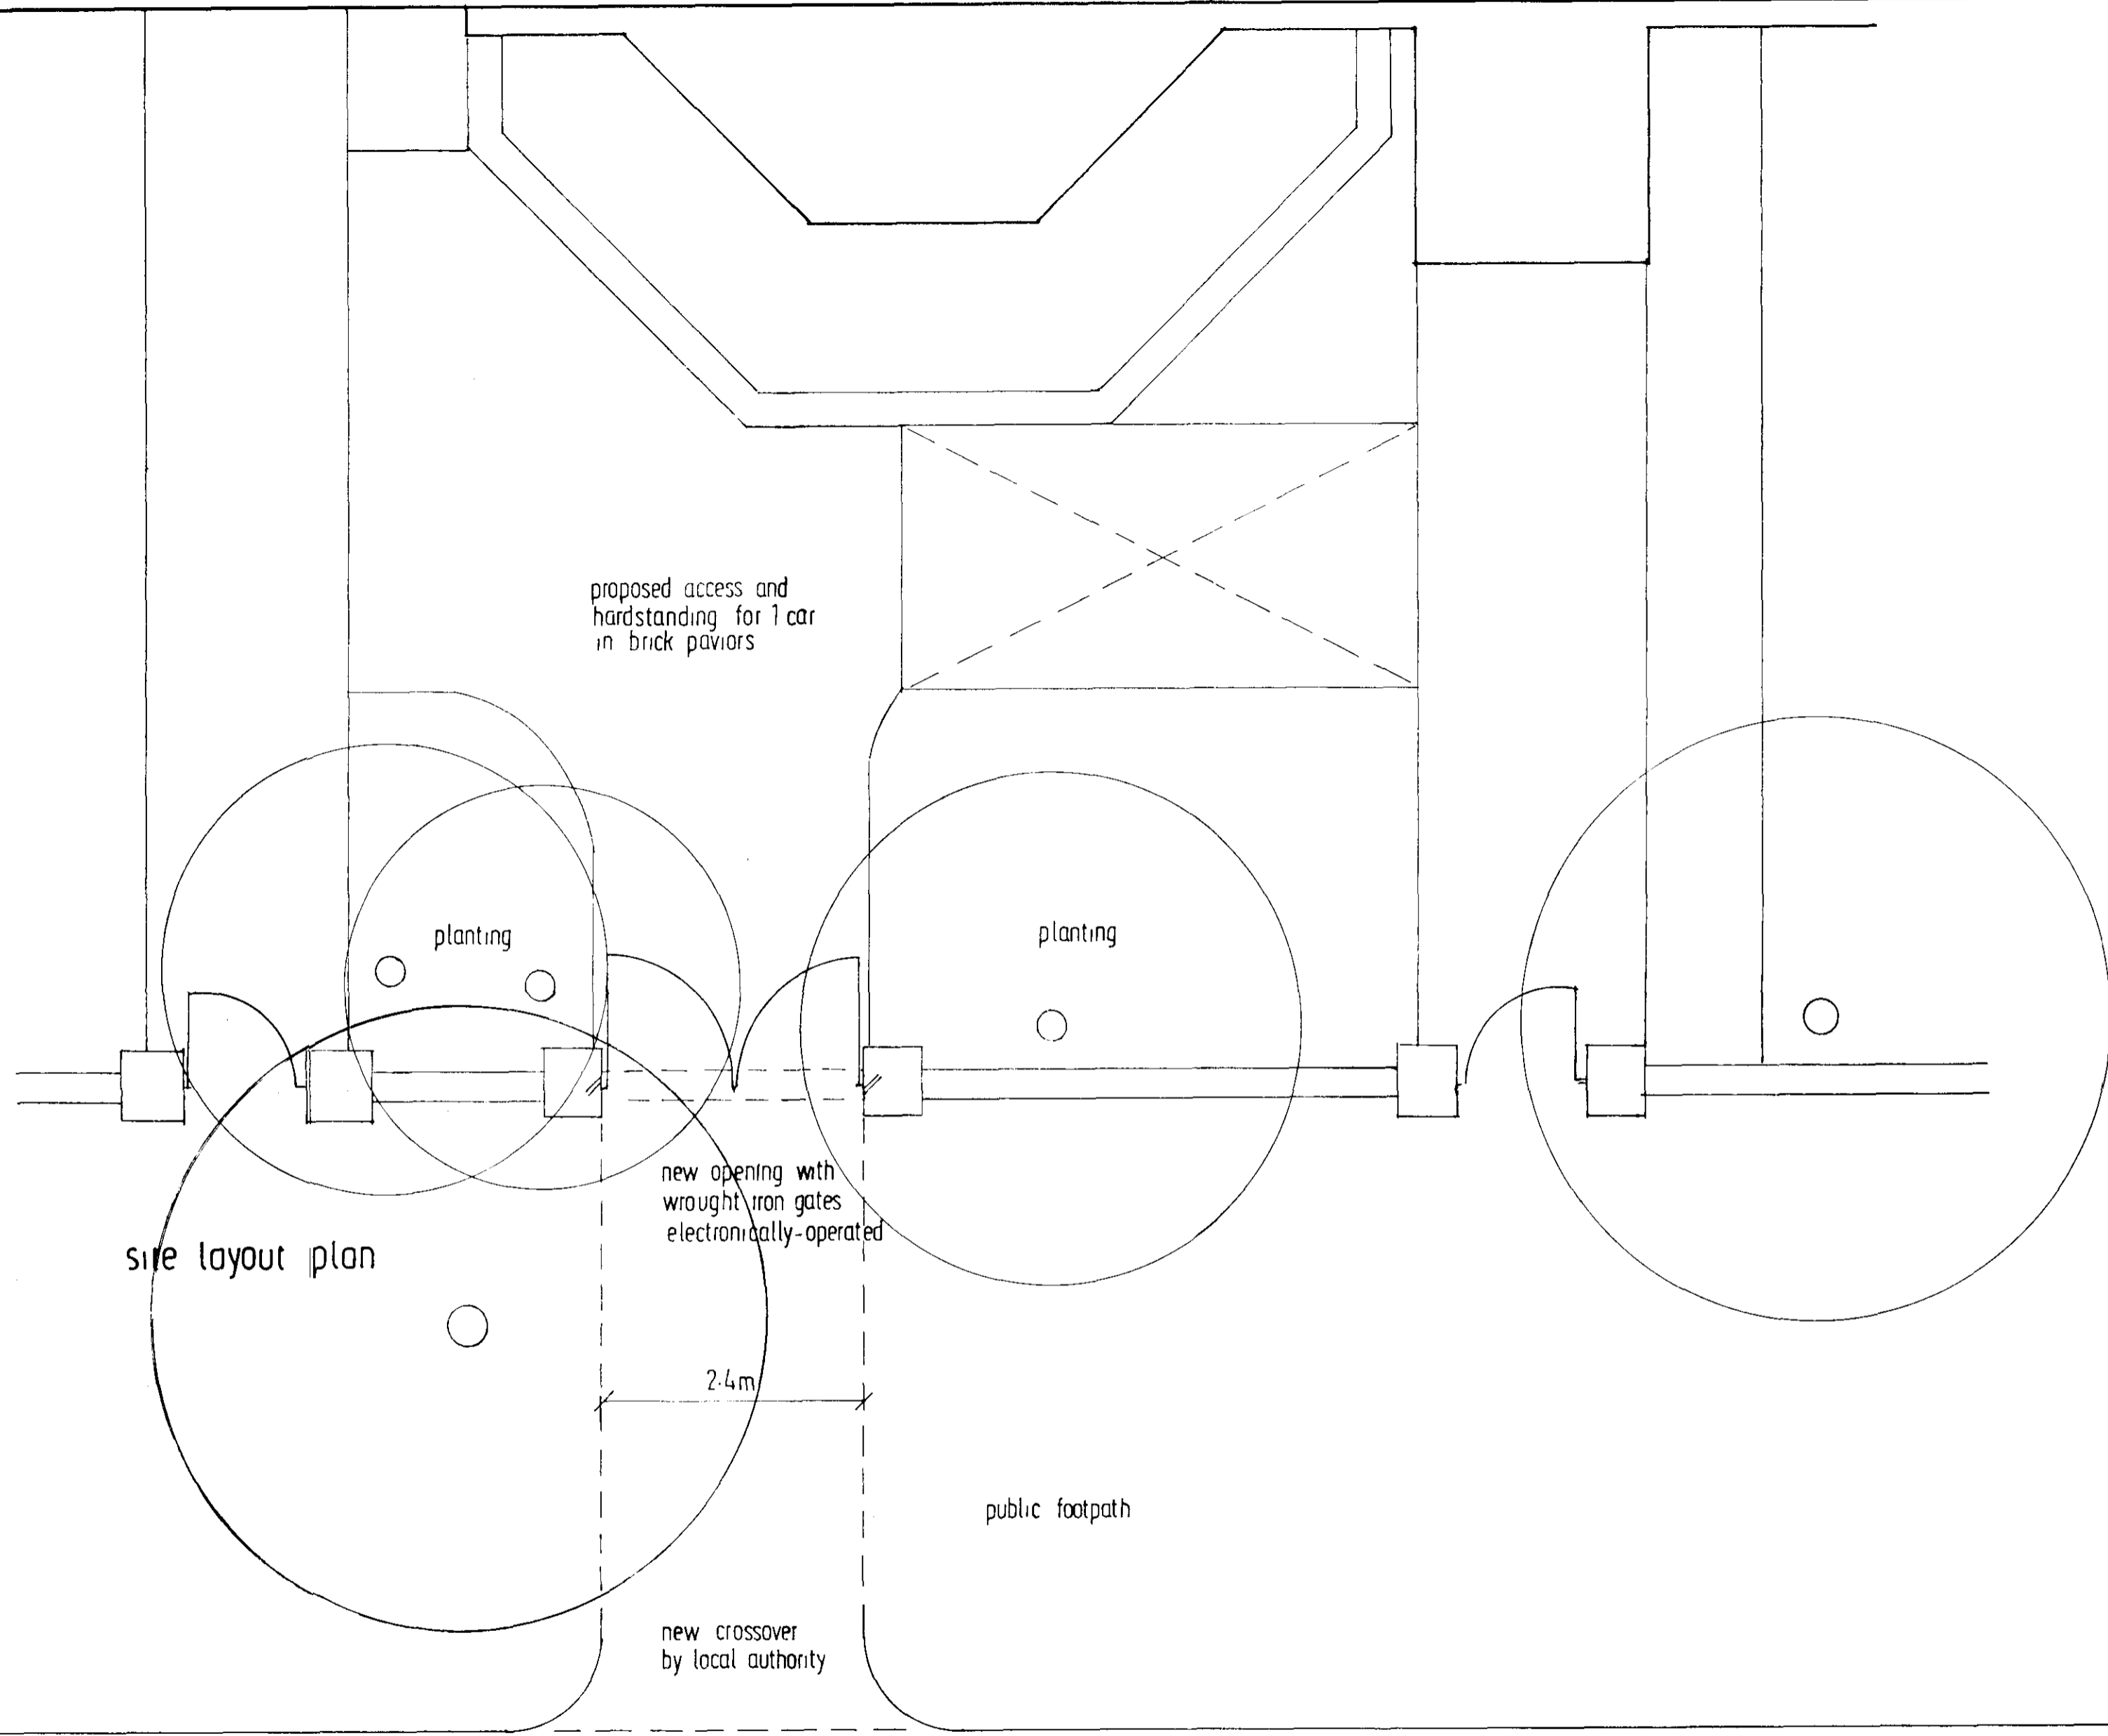 proposed access and
hardstanding for 1 car
in brick paviors
planting
planting
new opening with
wrought iron gates
electronically-operated
site layout plan
2.4m
public footpath
new crossover
by local authority